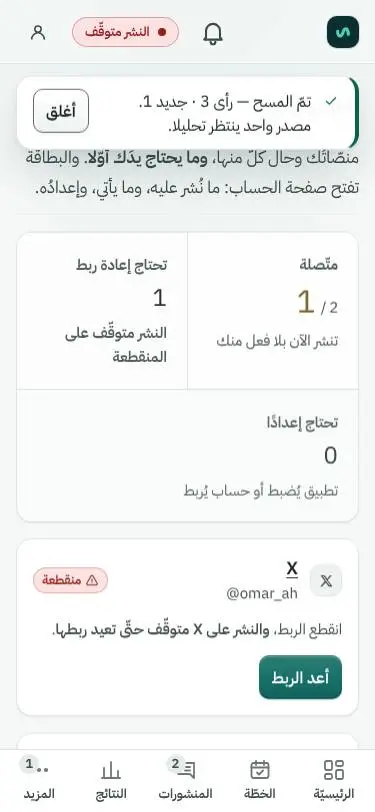 النشر متوقّف
تمّ المسح — رأى 3 · جديد 1.
مصدر واحد ينتظر تحليلا.
أغلق
منصّاتك وحال كلّ منها، وما يحتاج يدك أوّلا. والبطاقة
تفتح صفحة الحساب: ما نُشر عليه، وما يأتي، وإعدادُه.
متّصلة
1 / 2
تنشر الآن بلا فعل منك
تحتاج إعادة ربط
1
النشر متوقّف على
المنقطعة
تحتاج إعدادًا
0
تطبيق يُضبط أو حساب يُربط
X
@omar_ah
منقطعة
انقطع الربط، والنشر على X متوقّف حتّى تعيد ربطها.
أعد الربط
الرئيسيّة
الخطّة
2
المنشورات
النتائج
1
المزيد